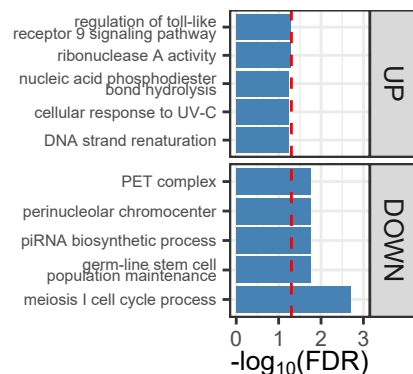 regulation of toll-like
receptor 9 signaling pathway
ribonuclease A activity
nucleic acid phosphodiester
bond hydrolysis
cellular response to UV-C
DNA strand renaturation
UP
PET complex
perinucleolar chromocenter
piRNA biosynthetic process
germ-line stem cell
population maintenance
meiosis I cell cycle process
DOWN
0 1 2 3
-log10(FDR)